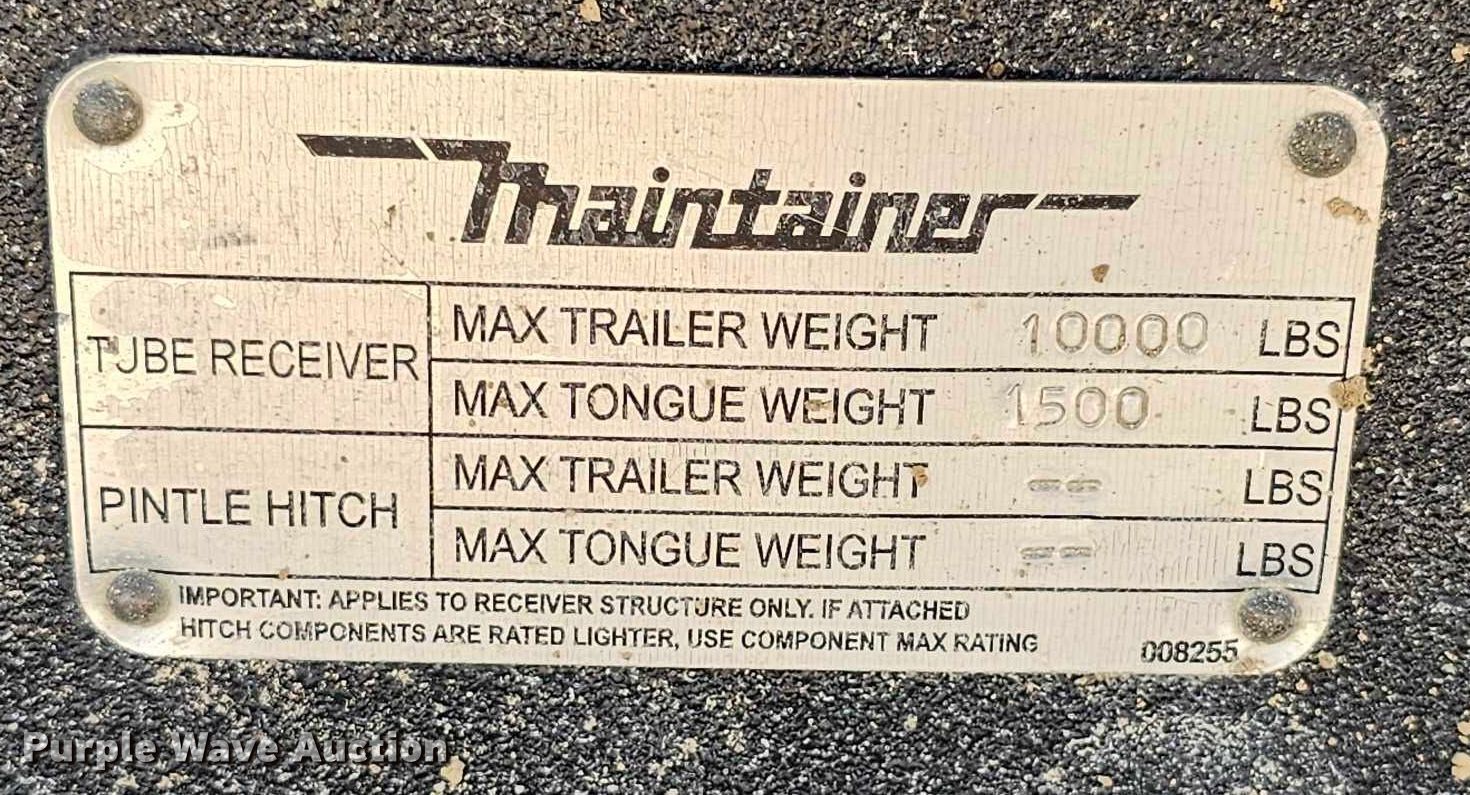 Maintainer
TUBE RECEIVER
MAX TRAILER WEIGHT 10000 LBS
MAX TONGUE WEIGHT 1500 LBS
PINTLE HITCH
MAX TRAILER WEIGHT -- LBS
MAX TONGUE WEIGHT -- LBS
IMPORTANT: APPLIES TO RECEIVER STRUCTURE ONLY. IF ATTACHED
HITCH COMPONENTS ARE RATED LIGHTER, USE COMPONENT MAX RATING
008255
Purple Wave Auction